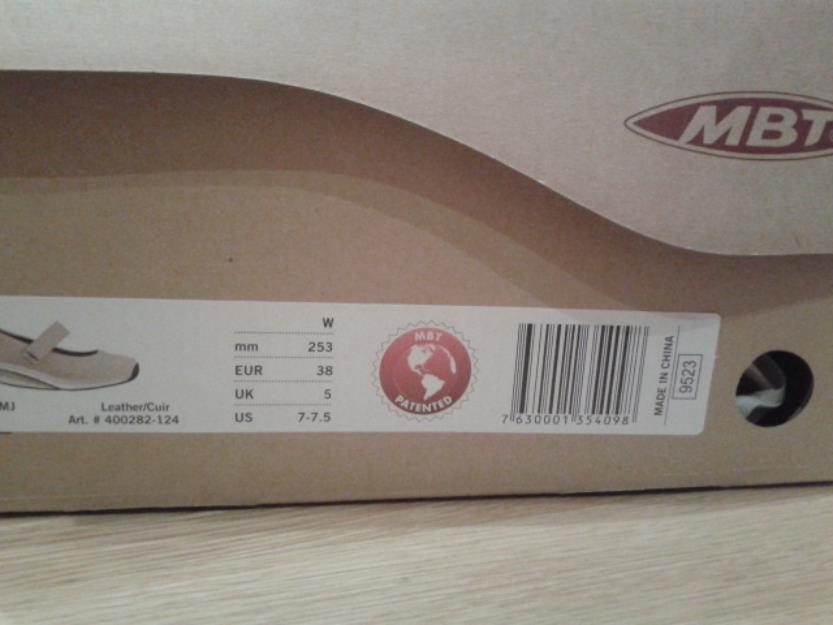 MBT
W
mm 253
EUR 38
UK 5
US 7-7.5
MJ
Leather/Cuir
Art. # 400282-124
MBT
PATENTED
7 630001 354098
MADE IN CHINA
9523